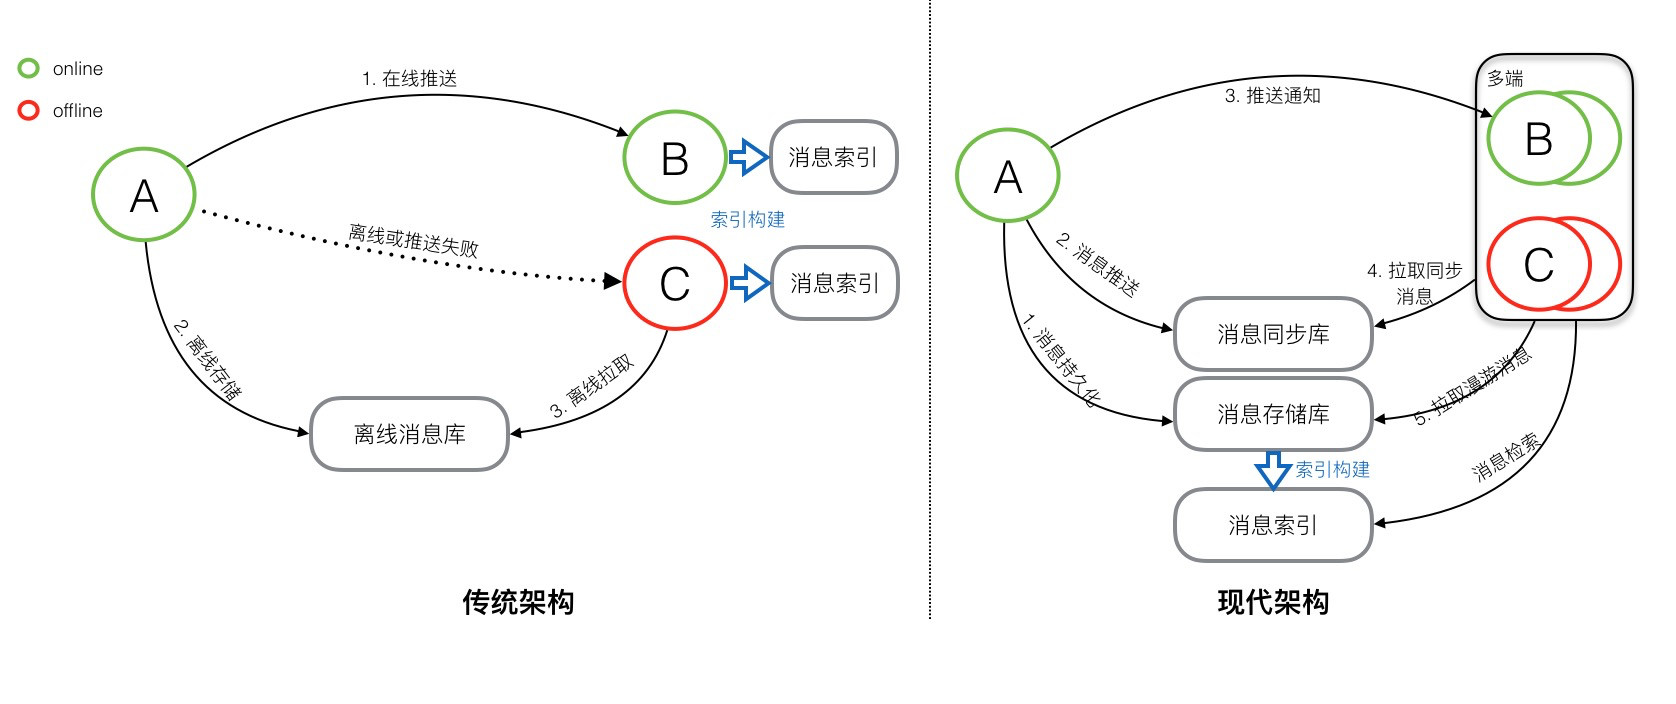 online
offline
1. 在线推送
A
B
消息索引
索引构建
离线或推送失败
C
消息索引
2. 离线存储
3. 离线拉取
离线消息库
传统架构
多端
3. 推送通知
A
B
C
2. 消息推送
4. 拉取同步
消息
1. 消息持久化
消息同步库
消息存储库
5. 拉取漫游消息
索引构建
消息检索
消息索引
现代架构